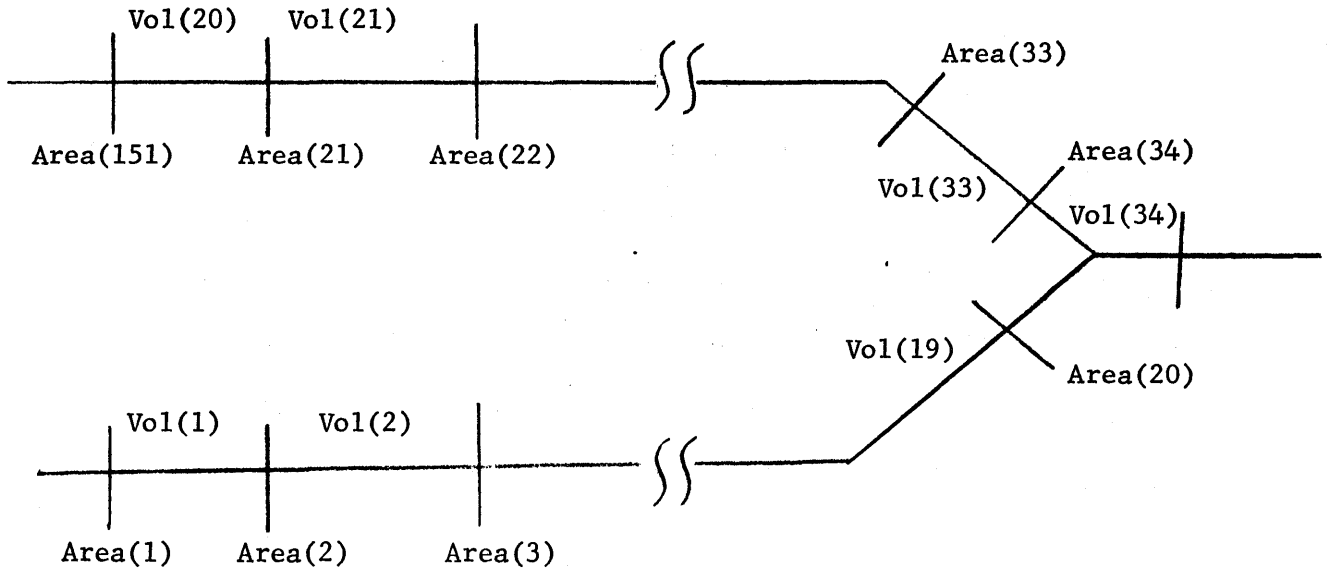 Vol(20) Vol(21)
Area(33)
Area(151) Area(21) Area(22)
Area(34)
Vol(33)
Vol(34)
Vol(19)
Area(20)
Vol(1) Vol(2)
Area(1) Area(2) Area(3)